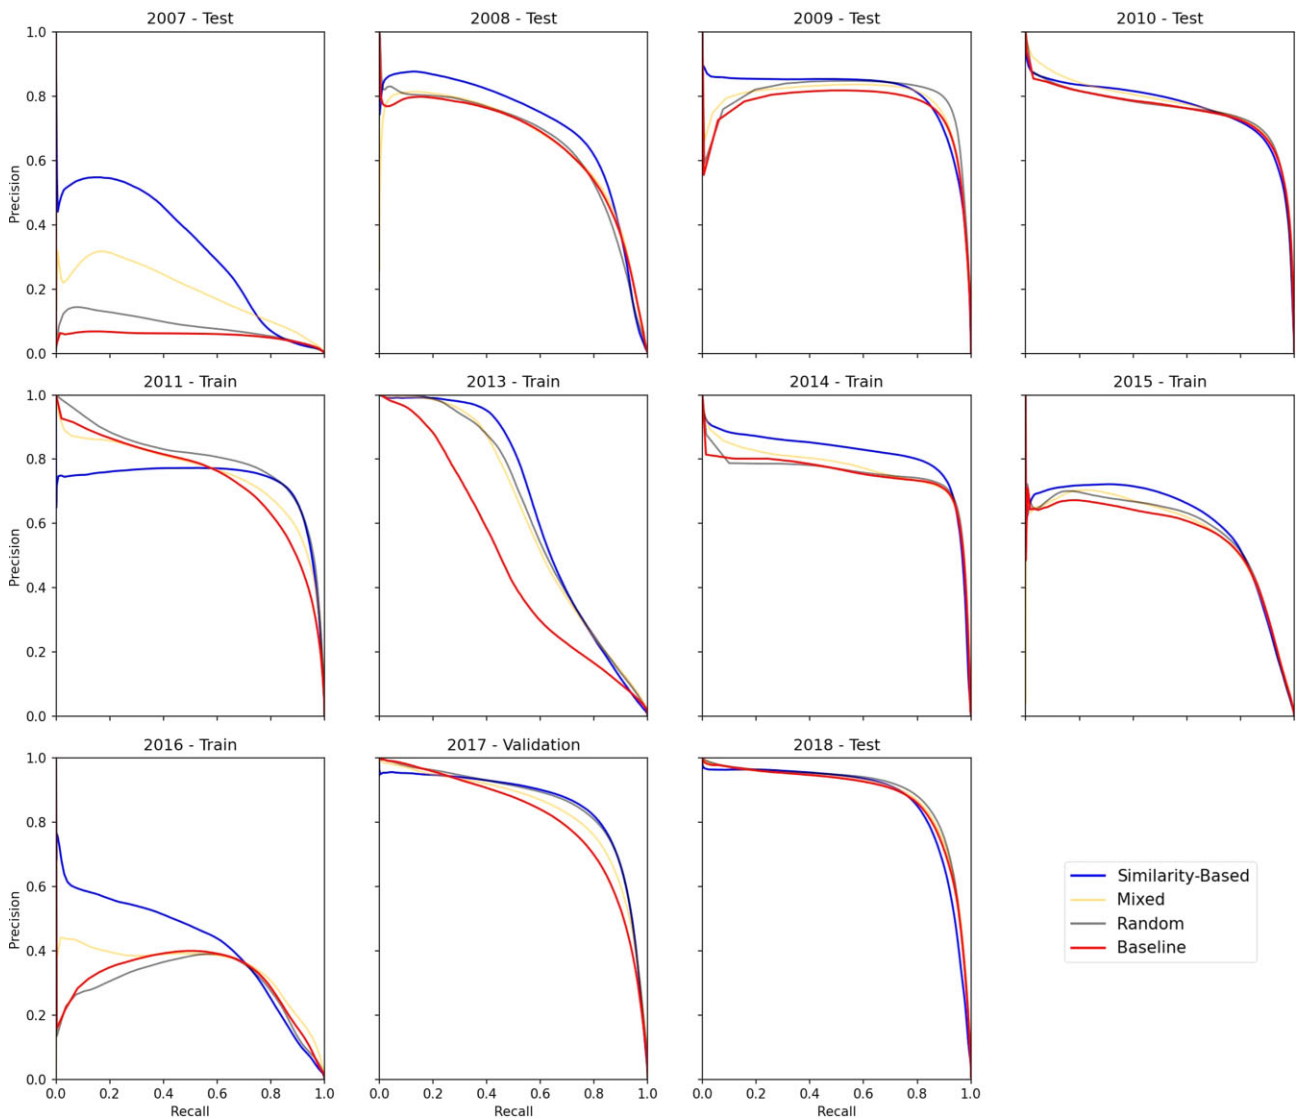 2007 - Test
2008 - Test
2009 - Test
2010 - Test
1.0
0.8
0.6
0.4
0.2
0.0
Precision
2011 - Train
2013 - Train
2014 - Train
2015 - Train
1.0
0.8
0.6
0.4
0.2
0.0
Precision
2016 - Train
2017 - Validation
2018 - Test
1.0
0.8
0.6
0.4
0.2
0.0
Precision
0.0 0.2 0.4 0.6 0.8 1.0
Recall
0.0 0.2 0.4 0.6 0.8 1.0
Recall
0.0 0.2 0.4 0.6 0.8 1.0
Recall
Similarity-Based
Mixed
Random
Baseline